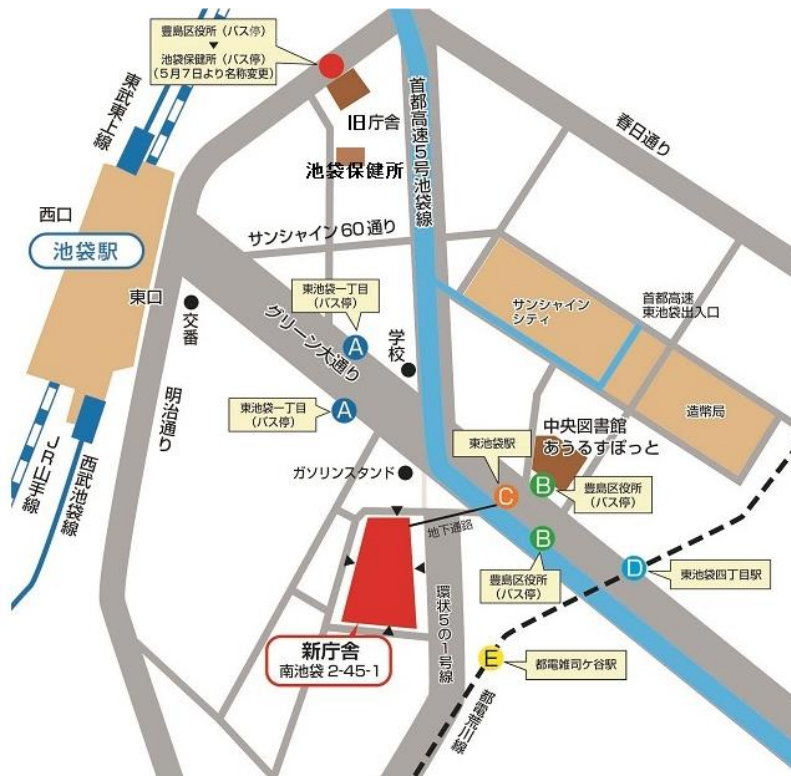 豊島区役所(バス停)
▼
池袋保健所(バス停)
(5月7日より名称変更)
東武東上線
旧庁舎
池袋保健所
首都高速5号池袋線
春日通り
西口
池袋駅
東口
サンシャイン60通り
交番
東池袋一丁目
(バス停)
A
グリーン大通り
学校
サンシャイン
シティ
首都高速
東池袋出入口
造幣局
明治通り
東池袋一丁目
(バス停)
A
JR山手線
西武池袋線
ガソリンスタンド
東池袋駅
C
中央図書館
あうるすぽっと
B
豊島区役所
(バス停)
地下通路
B
豊島区役所
(バス停)
D
東池袋四丁目駅
環状5の1号線
新庁舎
南池袋 2-45-1
E
都電雑司ケ谷駅
都電荒川線